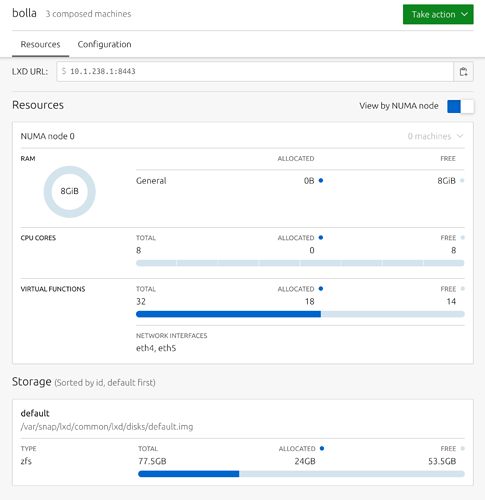 bolla 3 composed machines Take action
Resources Configuration
LXD URL: $ 10.1.238.1:8443
Resources View by NUMA node
NUMA node 0 0 machines
RAM ALLOCATED FREE
8GiB General 0B 8GiB
CPU CORES TOTAL ALLOCATED FREE
8 0 8
VIRTUAL FUNCTIONS TOTAL ALLOCATED FREE
32 18 14
NETWORK INTERFACES
eth4, eth5
Storage (Sorted by id, default first)
default
/var/snap/lxd/common/lxd/disks/default.img
TYPE TOTAL ALLOCATED FREE
zfs 77.5GB 24GB 53.5GB